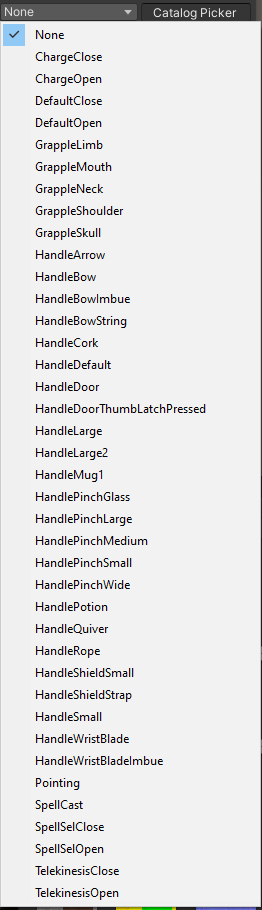 None Catalog Picker
None
ChargeClose
ChargeOpen
DefaultClose
DefaultOpen
GrappleLimb
GrappleMouth
GrappleNeck
GrappleShoulder
GrappleSkull
HandleArrow
HandleBow
HandleBowImbue
HandleBowString
HandleCork
HandleDefault
HandleDoor
HandleDoorThumbLatchPressed
HandleLarge
HandleLarge2
HandleMug1
HandlePinchGlass
HandlePinchLarge
HandlePinchMedium
HandlePinchSmall
HandlePinchWide
HandlePotion
HandleQuiver
HandleRope
HandleShieldSmall
HandleShieldStrap
HandleSmall
HandleWristBlade
HandleWristBladeImbue
Pointing
SpellCast
SpellSelClose
SpellSelOpen
TelekinesisClose
TelekinesisOpen